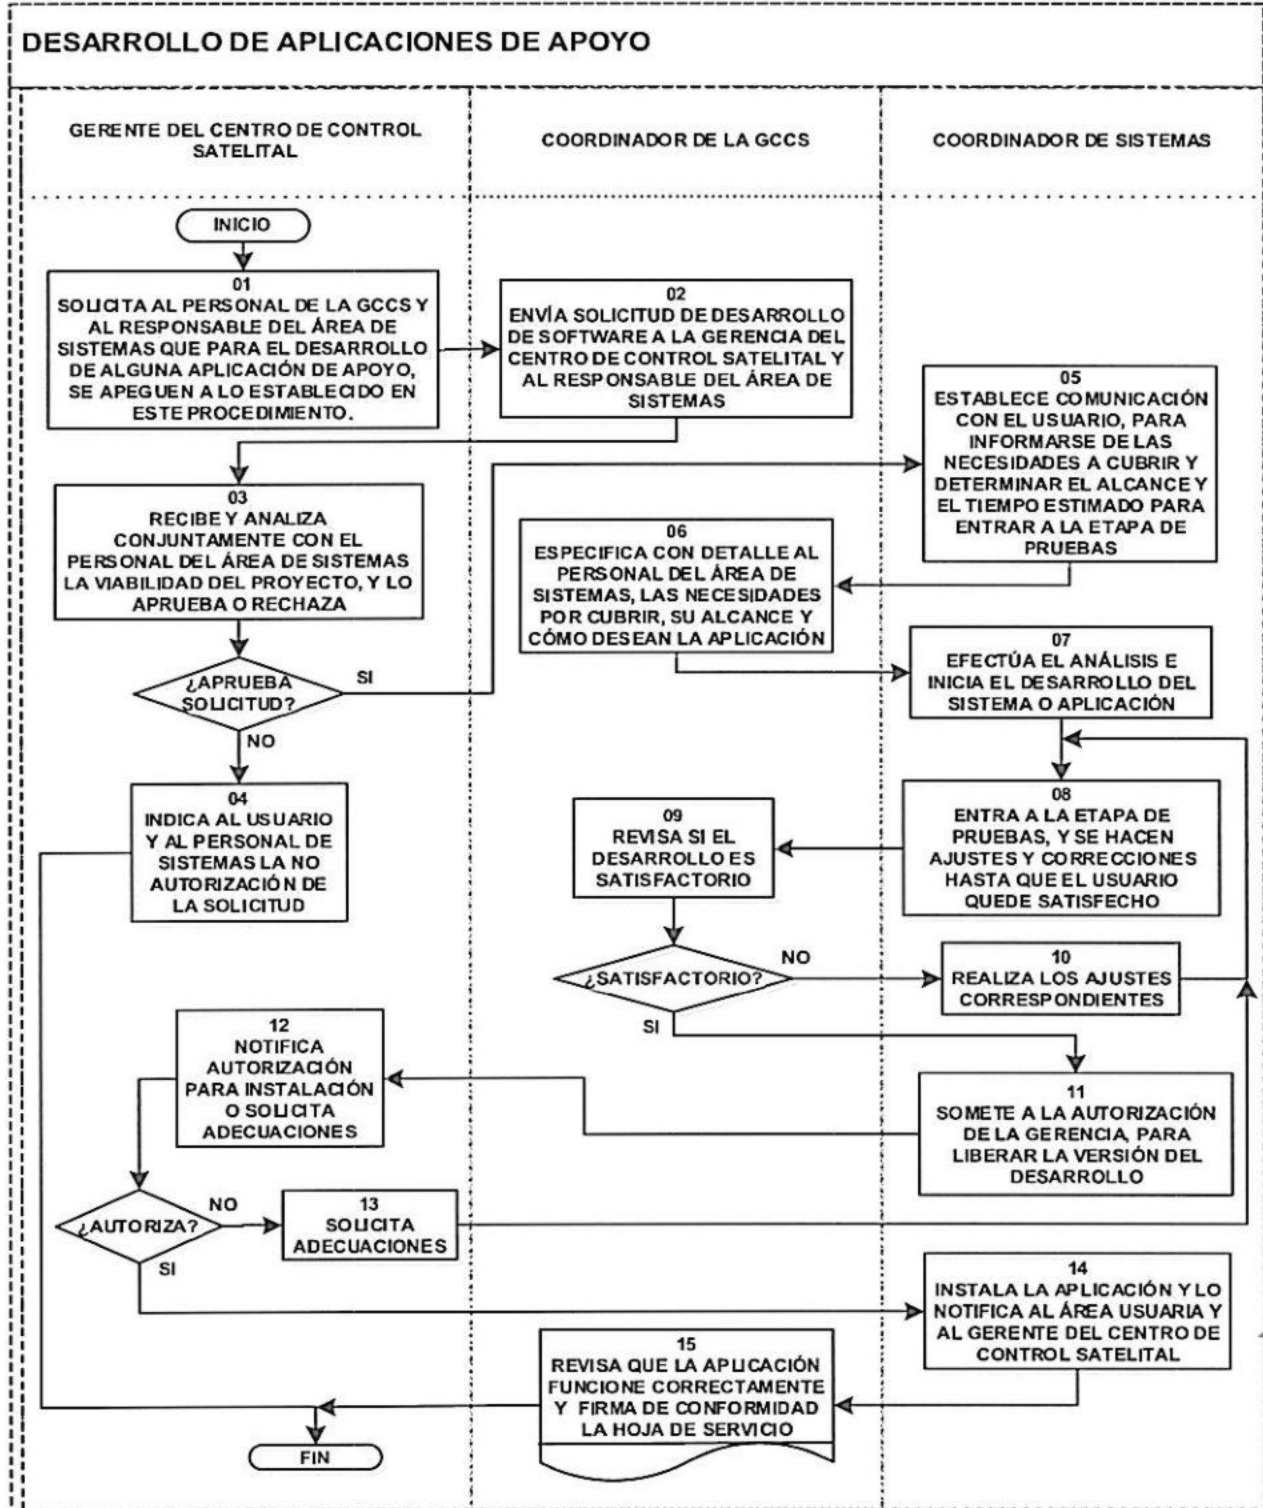 DESARROLLO DE APLICACIONES DE APOYO
GERENTE DEL CENTRO DE CONTROL
SATELITAL
COORDINADOR DE LA GCCS
COORDINADOR DE SISTEMAS
INICIO
01
SOLICITA AL PERSONAL DE LA GCCS Y
AL RESPONSABLE DEL ÁREA DE
SISTEMAS QUE PARA EL DESARROLLO
DE ALGUNA APLICACIÓN DE APOYO,
SE APEGUEN A LO ESTABLECIDO EN
ESTE PROCEDIMIENTO.
02
ENVÍA SOLICITUD DE DESARROLLO
DE SOFTWARE A LA GERENCIA DEL
CENTRO DE CONTROL SATELITAL Y
AL RESPONSABLE DEL ÁREA DE
SISTEMAS
03
RECIBE Y ANALIZA
CONJUNTAMENTE CON EL
PERSONAL DEL ÁREA DE SISTEMAS
LA VIABILIDAD DEL PROYECTO, Y LO
APRUEBA O RECHAZA
¿APRUEBA
SOLICITUD?
SI
NO
04
INDICA AL USUARIO
Y AL PERSONAL DE
SISTEMAS LA NO
AUTORIZACIÓN DE
LA SOLICITUD
05
ESTABLECE COMUNICACIÓN
CON EL USUARIO, PARA
INFORMARSE DE LAS
NECESIDADES A CUBRIR Y
DETERMINAR EL ALCANCE Y
EL TIEMPO ESTIMADO PARA
ENTRAR A LA ETAPA DE
PRUEBAS
06
ESPECIFICA CON DETALLE AL
PERSONAL DEL ÁREA DE
SISTEMAS, LAS NECESIDADES
POR CUBRIR, SU ALCANCE Y
CÓMO DESEAN LA APLICACIÓN
07
EFECTÚA EL ANÁLISIS E
INICIA EL DESARROLLO DEL
SISTEMA O APLICACIÓN
08
ENTRA A LA ETAPA DE
PRUEBAS, Y SE HACEN
AJUSTES Y CORRECCIONES
HASTA QUE EL USUARIO
QUEDE SATISFECHO
09
REVISA SI EL
DESARROLLO ES
SATISFACTORIO
¿SATISFACTORIO?
NO
SI
10
REALIZA LOS AJUSTES
CORRESPONDIENTES
11
SOMETE A LA AUTORIZACIÓN
DE LA GERENCIA, PARA
LIBERAR LA VERSIÓN DEL
DESARROLLO
12
NOTIFICA
AUTORIZACIÓN
PARA INSTALACIÓN
O SOLICITA
ADECUACIONES
¿AUTORIZA?
NO
SI
13
SOLICITA
ADECUACIONES
14
INSTALA LA APLICACIÓN Y LO
NOTIFICA AL ÁREA USUARIA Y
AL GERENTE DEL CENTRO DE
CONTROL SATELITAL
15
REVISA QUE LA APLICACIÓN
FUNCIONE CORRECTAMENTE
Y FIRMA DE CONFORMIDAD
LA HOJA DE SERVICIO
FIN